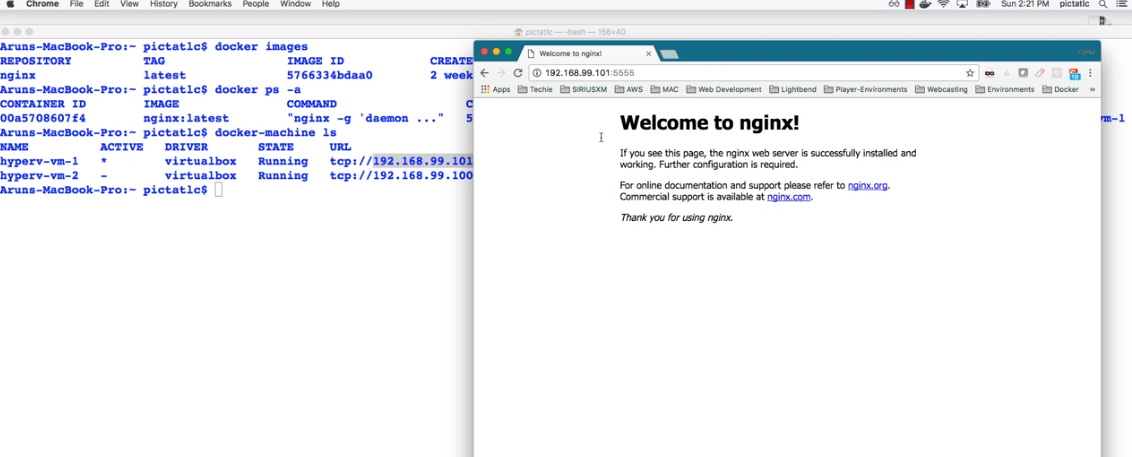 Chrome File Edit View History Bookmarks People Window Help Sun 2:21 PM pictatlc
pictatlc — -bash — 158×40
Aruns-MacBook-Pro:~ pictatlc$ docker images
REPOSITORY TAG IMAGE ID CREATE
nginx latest 5766334bdaa0 2 week
Aruns-MacBook-Pro:~ pictatlc$ docker ps -a
CONTAINER ID IMAGE COMMAND C
00a5708607f4 nginx:latest "nginx -g 'daemon ..." 5
Aruns-MacBook-Pro:~ pictatlc$ docker-machine ls
NAME ACTIVE DRIVER STATE URL
hyperv-vm-1 * virtualbox Running tcp://192.168.99.101
hyperv-vm-2 - virtualbox Running tcp://192.168.99.100
Aruns-MacBook-Pro:~ pictatlc$
vm-1
Welcome to nginx!
192.168.99.101:5555
Apps Techie SIRIUSXM AWS MAC Web Development Lightbend Player-Environments Webcasting Environments Docker »
Welcome to nginx!
If you see this page, the nginx web server is successfully installed and
working. Further configuration is required.
For online documentation and support please refer to nginx.org.
Commercial support is available at nginx.com.
Thank you for using nginx.